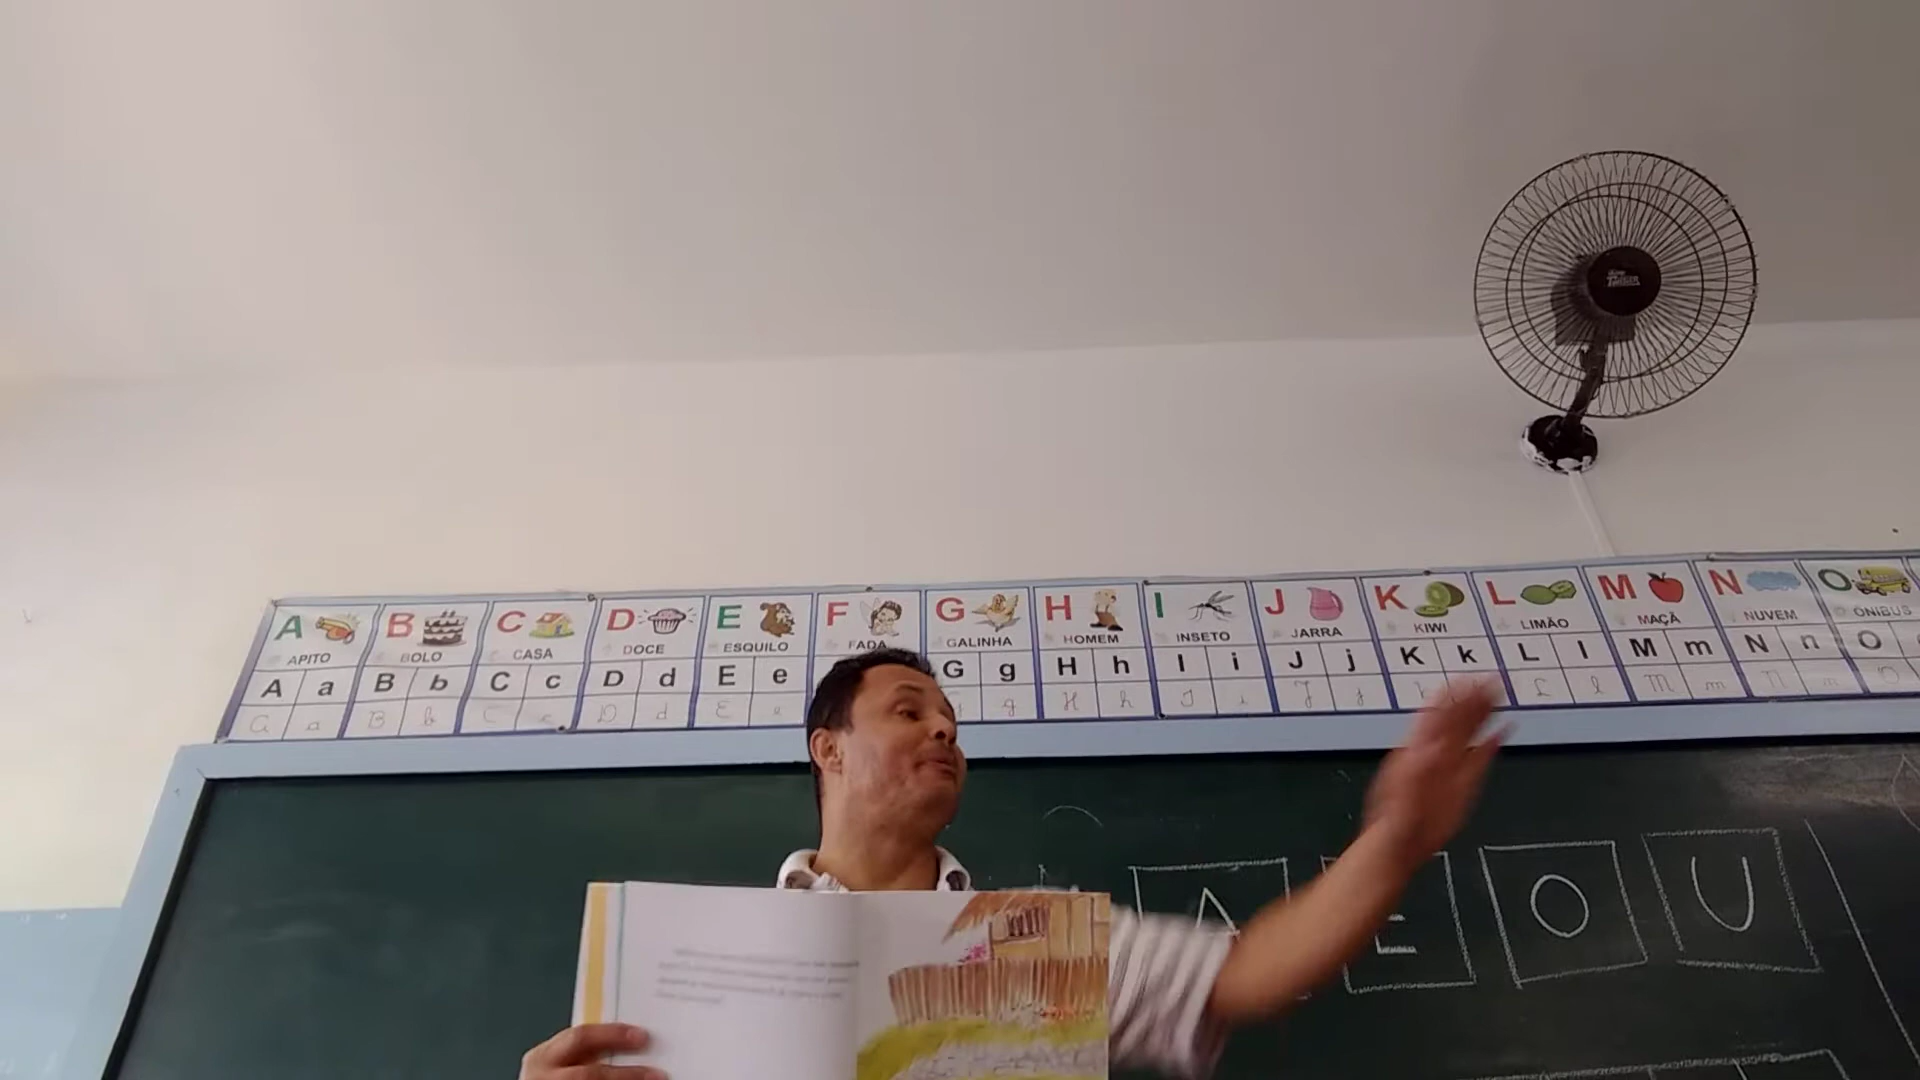 A B C D E F G H I J K L M N O
APITO BOLO CASA DOCE ESQUILO FADA GALINHA HOMEM INSETO JARRA KIWI LIMÃO MAÇÃ NUVEM ÔNIBUS
A a B b C c D d E e G g H h I i J j K k L l M m N n O
A a B b C c D d E e g H h I i J j L l M m N n O
A E O U